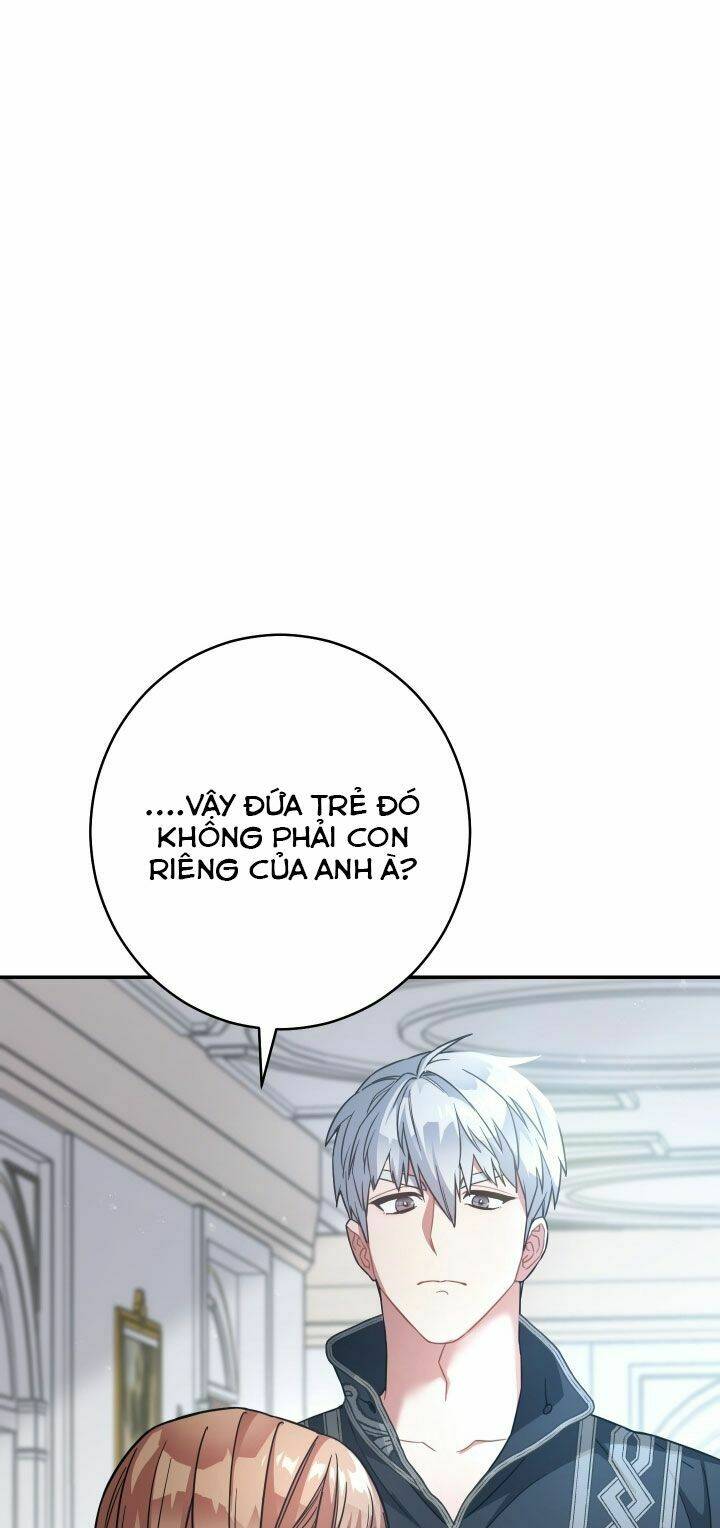 ....VẬY ĐỨA TRẺ ĐÓ
KHÔNG PHẢI CON
RIÊNG CỦA ANH À?